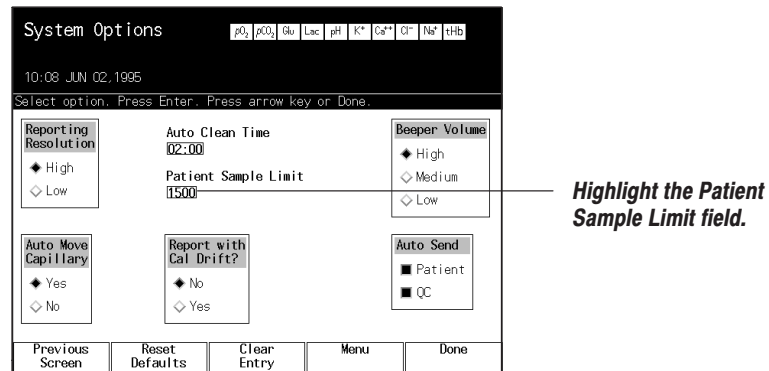 System Options
pO2 pCO2 Glu Lac pH K+ Ca++ Cl- Na+ tHb
10:08 JUN 02,1995
Select option. Press Enter. Press arrow key or Done.
Reporting
Resolution
High
Low
Auto Clean Time
02:00
Patient Sample Limit
1500
Beeper Volume
High
Medium
Low
Highlight the Patient
Sample Limit field.
Auto Move
Capillary
Yes
No
Report with
Cal Drift?
No
Yes
Auto Send
Patient
QC
Previous
Screen
Reset
Defaults
Clear
Entry
Menu
Done